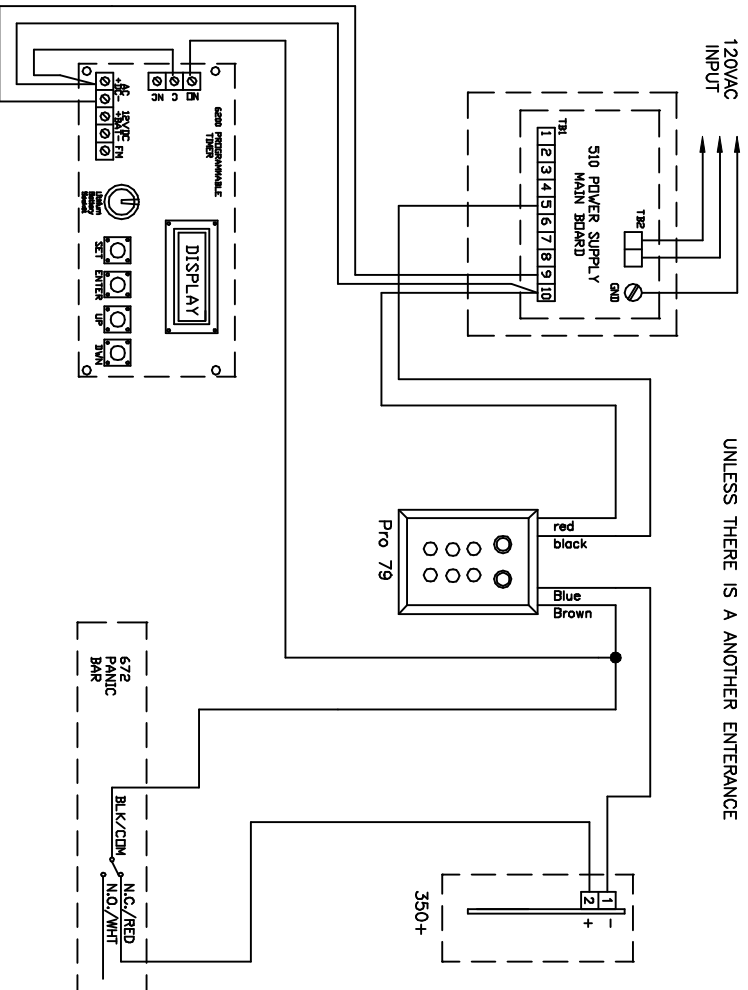 120VAC
INPUT
UNLESS THERE IS A ANOTHER ENTERANCE
510 POWER SUPPLY
MAIN BOARD
TB1
1
2
3
4
5
6
7
8
9
10
TB2
GND
6200 PROGRAMMABLE
TIMER
NO
C
NC
AC
+DC-
12VDC
+BAT-
FM
Lithium
Battery
DISPLAY
SET
ENTER
UP
DWN
red
black
Blue
Brown
Pro 79
350+
1
2
-
+
672
PANIC
BAR
BLK/COM
N.C./RED
N.O./WHT